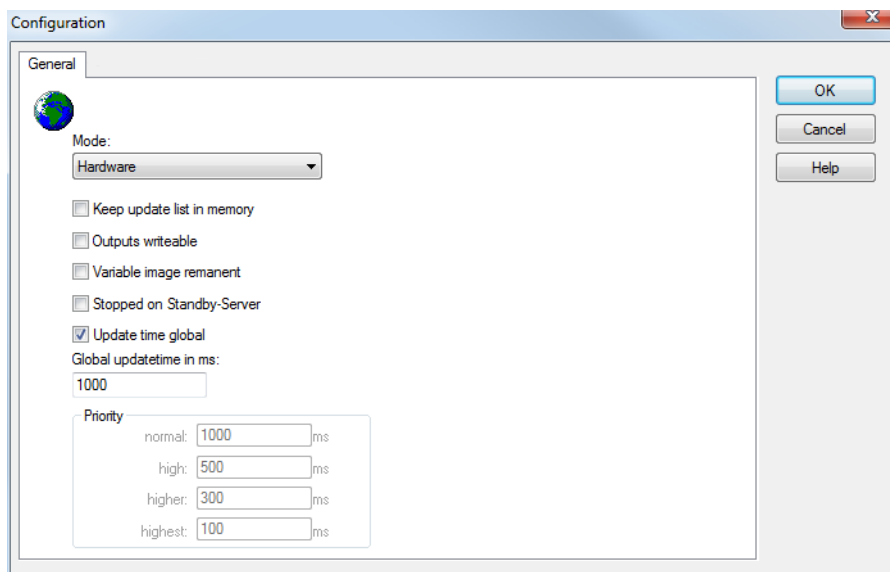 Configuration
General
OK
Cancel
Help
Mode:
Hardware
Keep update list in memory
Outputs writeable
Variable image remanent
Stopped on Standby-Server
Update time global
Global updatetime in ms:
1000
Priority
normal: 1000 ms
high: 500 ms
higher: 300 ms
highest: 100 ms